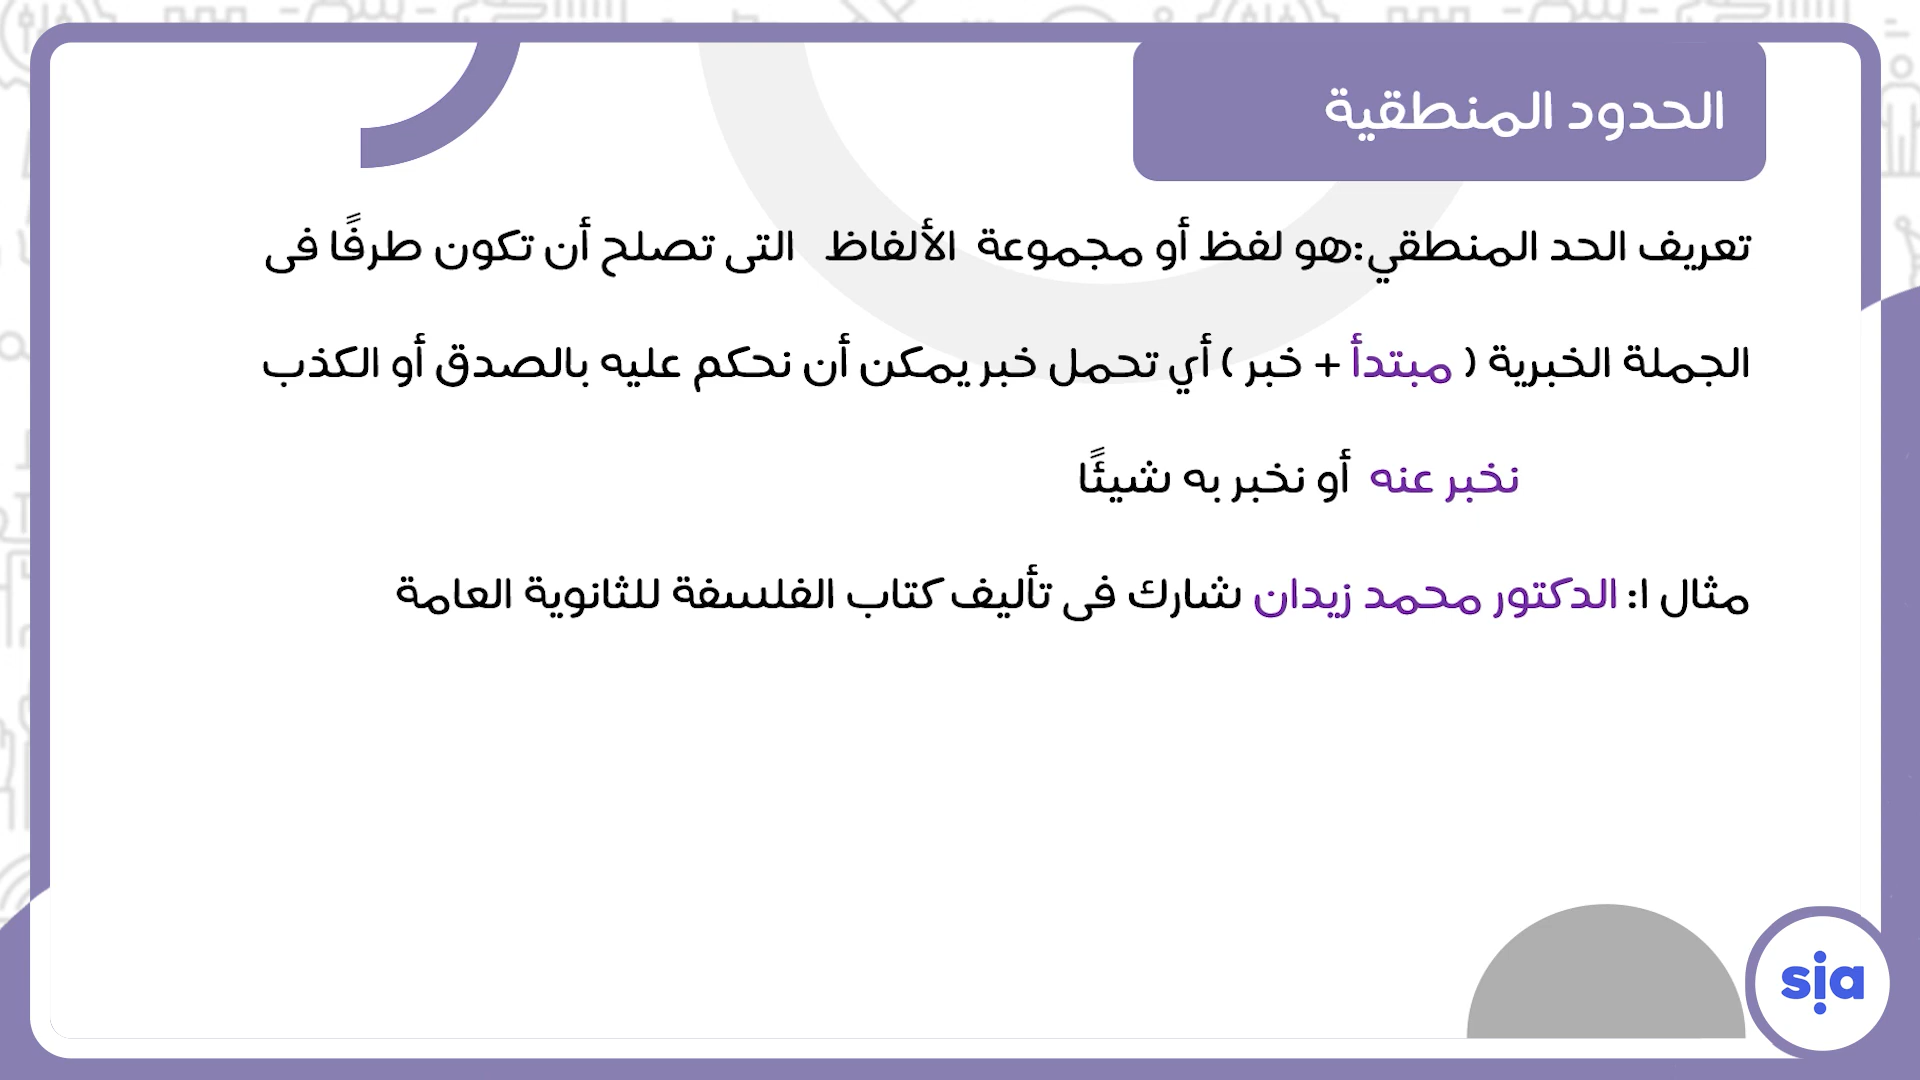 الحدود المنطقية
تعريف الحد المنطقي:هو لفظ أو مجموعة الألفاظ التى تصلح أن تكون طرفًا فى
الجملة الخبرية ( مبتدأ + خبر ) أي تحمل خبر يمكن أن نحكم عليه بالصدق أو الكذب
نخبر عنه أو نخبر به شيئًا
مثال ١: الدكتور محمد زيدان شارك فى تأليف كتاب الفلسفة للثانوية العامة
sia